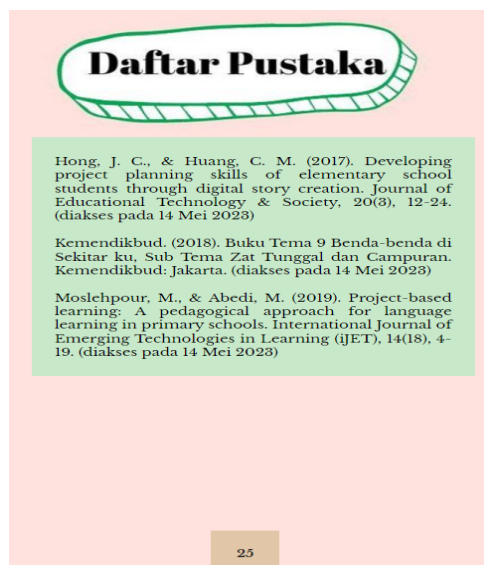 Daftar Pustaka
Hong, J. C., & Huang, C. M. (2017). Developing
project planning skills of elementary school
students through digital story creation. Journal of
Educational Technology & Society, 20(3), 12-24.
(diakses pada 14 Mei 2023)
Kemendikbud. (2018). Buku Tema 9 Benda-benda di
Sekitar ku, Sub Tema Zat Tunggal dan Campuran.
Kemendikbud: Jakarta. (diakses pada 14 Mei 2023)
Moslehpour, M., & Abedi, M. (2019). Project-based
learning: A pedagogical approach for language
learning in primary schools. International Journal of
Emerging Technologies in Learning (iJET), 14(18), 4-
19. (diakses pada 14 Mei 2023)
25